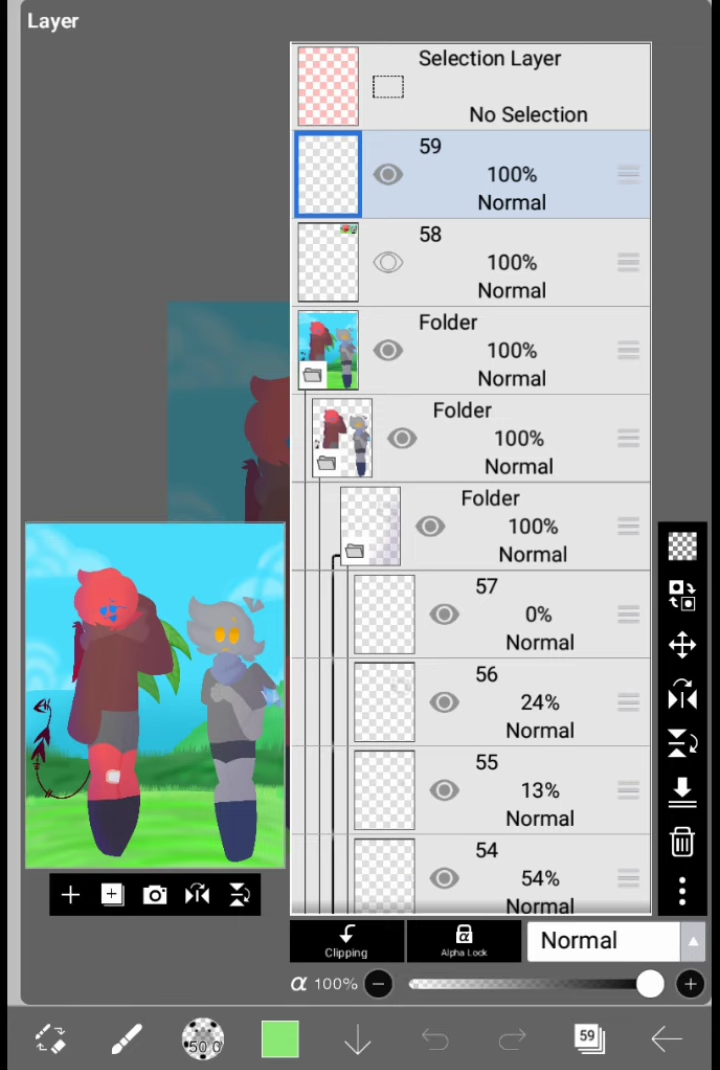 Layer
Selection Layer
No Selection
59
100%
Normal
58
100%
Normal
Folder
100%
Normal
Folder
100%
Normal
Folder
100%
Normal
57
0%
Normal
56
24%
Normal
55
13%
Normal
54
54%
Normal
Clipping
α
Alpha Lock
Normal
α 100%
50.0
59